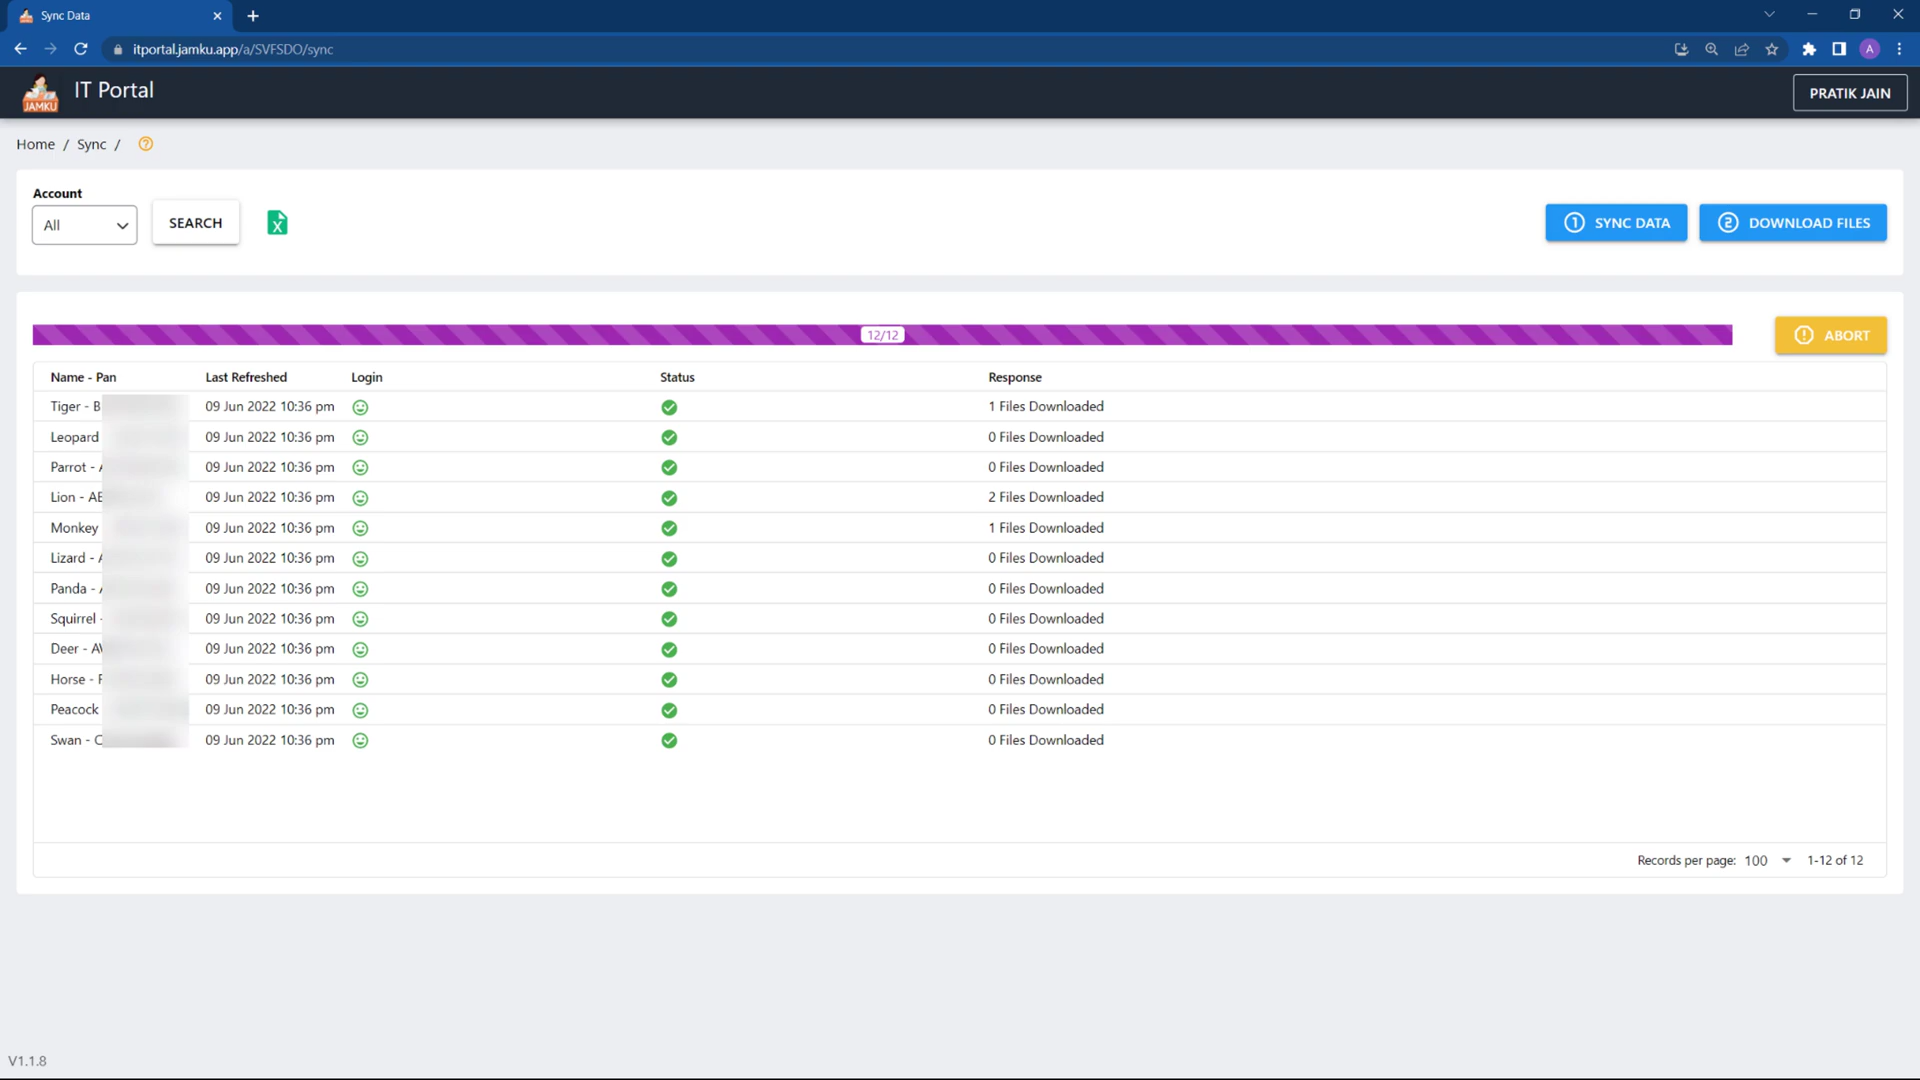 Sync Data
itportal.jamku.app/a/SVFSDO/sync
A
JAMKU
IT Portal
PRATIK JAIN
Home / Sync /
Account
All
SEARCH
1 SYNC DATA
2 DOWNLOAD FILES
12/12
ABORT
Name - Pan Last Refreshed Login Status Response
Tiger - B 09 Jun 2022 10:36 pm 1 Files Downloaded
Leopard 09 Jun 2022 10:36 pm 0 Files Downloaded
Parrot - A 09 Jun 2022 10:36 pm 0 Files Downloaded
Lion - AE 09 Jun 2022 10:36 pm 2 Files Downloaded
Monkey 09 Jun 2022 10:36 pm 1 Files Downloaded
Lizard - A 09 Jun 2022 10:36 pm 0 Files Downloaded
Panda - A 09 Jun 2022 10:36 pm 0 Files Downloaded
Squirrel - 09 Jun 2022 10:36 pm 0 Files Downloaded
Deer - 09 Jun 2022 10:36 pm 0 Files Downloaded
Horse - 09 Jun 2022 10:36 pm 0 Files Downloaded
Peacock 09 Jun 2022 10:36 pm 0 Files Downloaded
Swan - C 09 Jun 2022 10:36 pm 0 Files Downloaded
Records per page: 100 1-12 of 12
V1.1.8